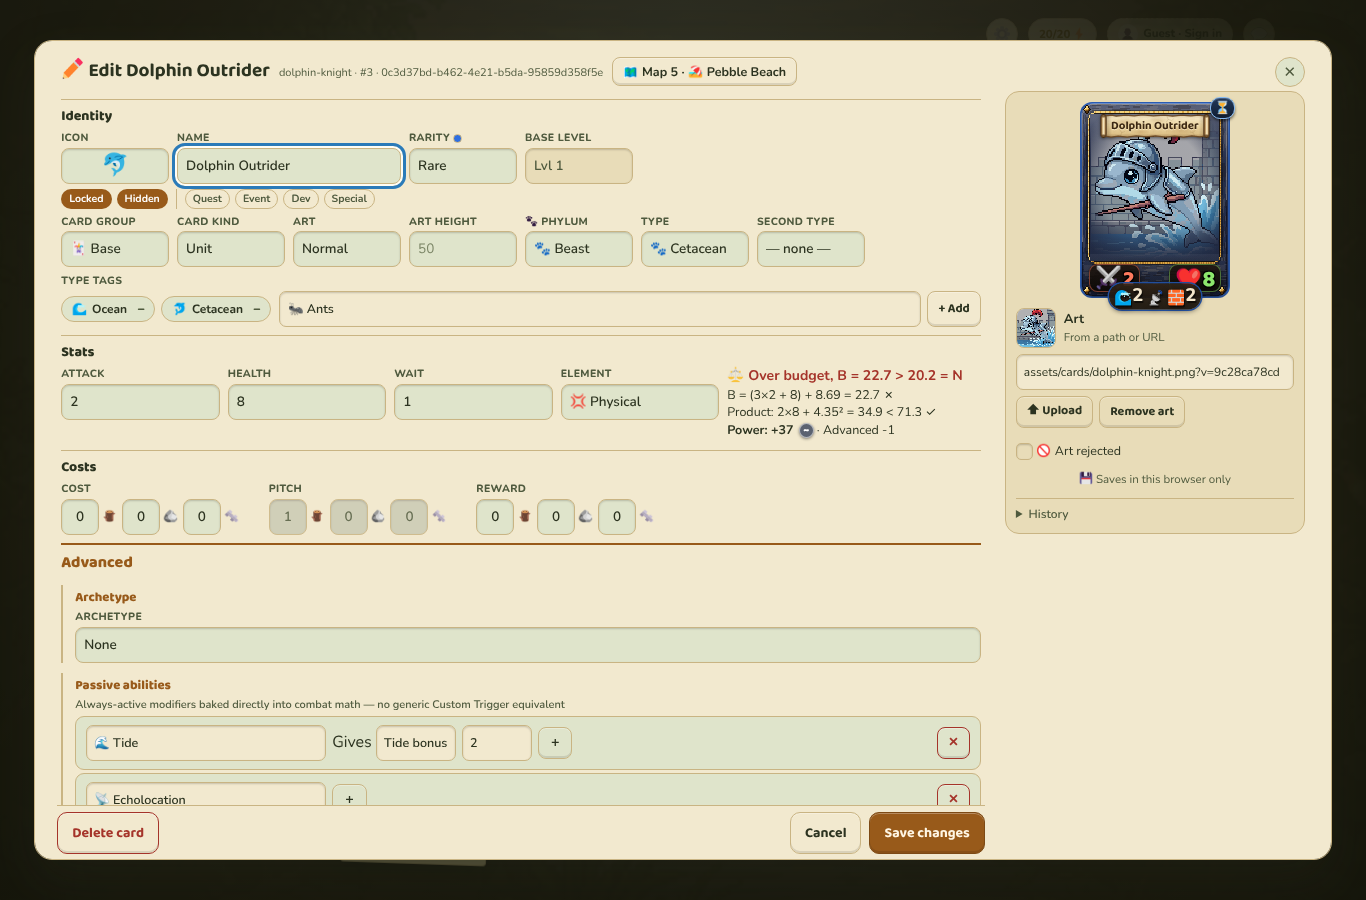 20/20
Guest · Sign in
Edit Dolphin Outrider dolphin-knight · #3 · 0c3d37bd-b462-4e21-b5da-95859d358f5e Map 5 · Pebble Beach
Identity
ICON NAME RARITY BASE LEVEL
Dolphin Outrider Rare Lvl 1
Locked Hidden Quest Event Dev Special
CARD GROUP CARD KIND ART ART HEIGHT PHYLUM TYPE SECOND TYPE
Base Unit Normal 50 Beast Cetacean — none —
TYPE TAGS
Ocean – Cetacean – Ants + Add
Stats
ATTACK HEALTH WAIT ELEMENT
2 8 1 Physical
Over budget, B = 22.7 > 20.2 = N
B = (3×2 + 8) + 8.69 = 22.7 ×
Product: 2×8 + 4.35² = 34.9 < 71.3 ✓
Power: +37 · Advanced -1
Costs
COST PITCH REWARD
0 0 0 1 0 0 0 0 0
Advanced
Archetype
ARCHETYPE
None
Passive abilities
Always-active modifiers baked directly into combat math — no generic Custom Trigger equivalent
Tide Gives Tide bonus 2 + ×
Echolocation + ×
Delete card Cancel Save changes
×
Dolphin Outrider
2 8
2 2
Art
From a path or URL
assets/cards/dolphin-knight.png?v=9c28ca78cd
Upload Remove art
Art rejected
Saves in this browser only
History